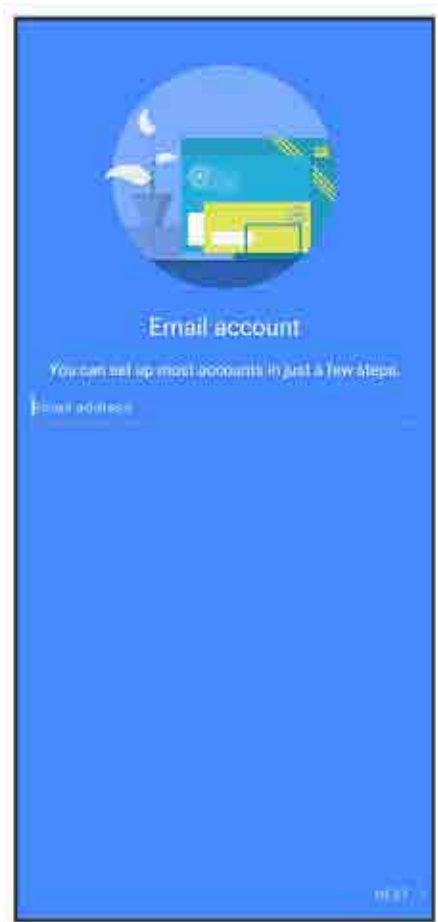 Email account
You can set up most accounts in just a few steps.
Email address
NEXT